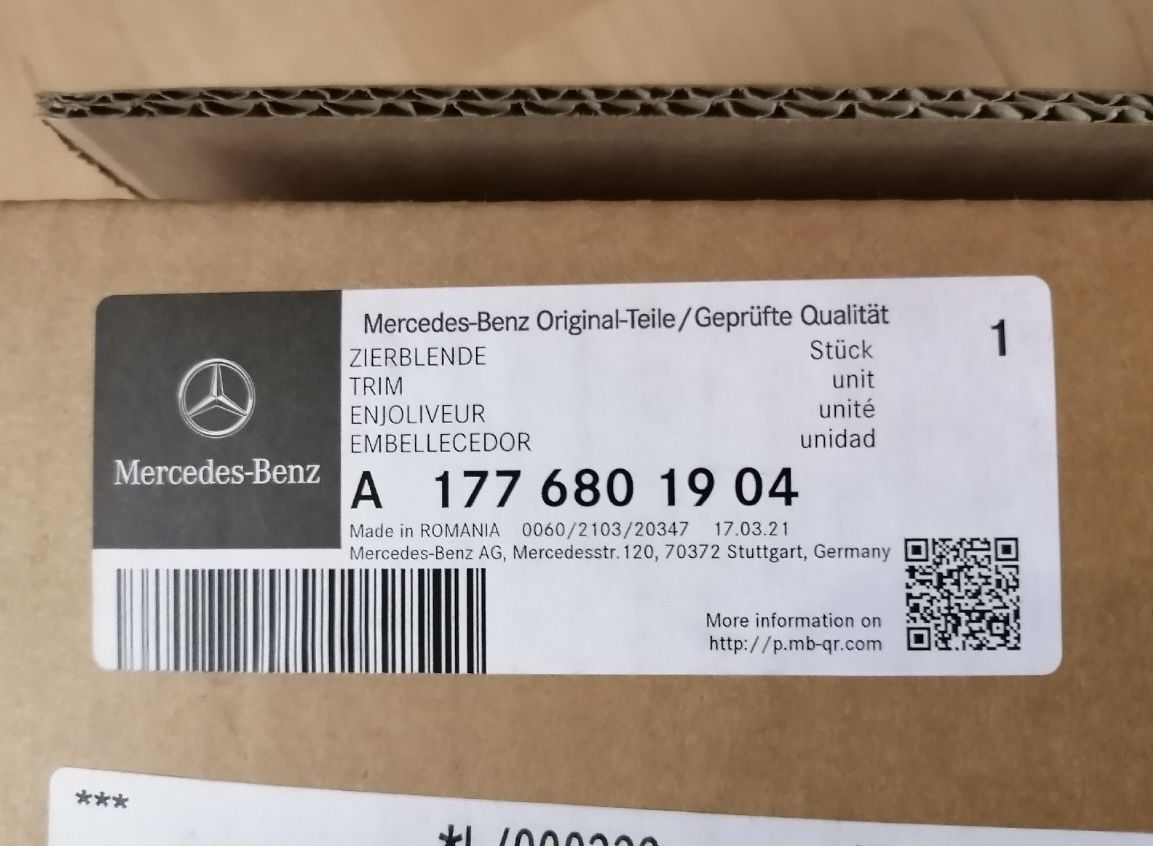 Mercedes-Benz
Mercedes-Benz Original-Teile/Geprüfte Qualität
ZIERBLENDE Stück 1
TRIM unit
ENJOLIVEUR unité
EMBELLECEDOR unidad
A 177 680 19 04
Made in ROMANIA 0060/2103/20347 17.03.21
Mercedes-Benz AG, Mercedesstr.120, 70372 Stuttgart, Germany
More information on
http://p.mb-qr.com
***